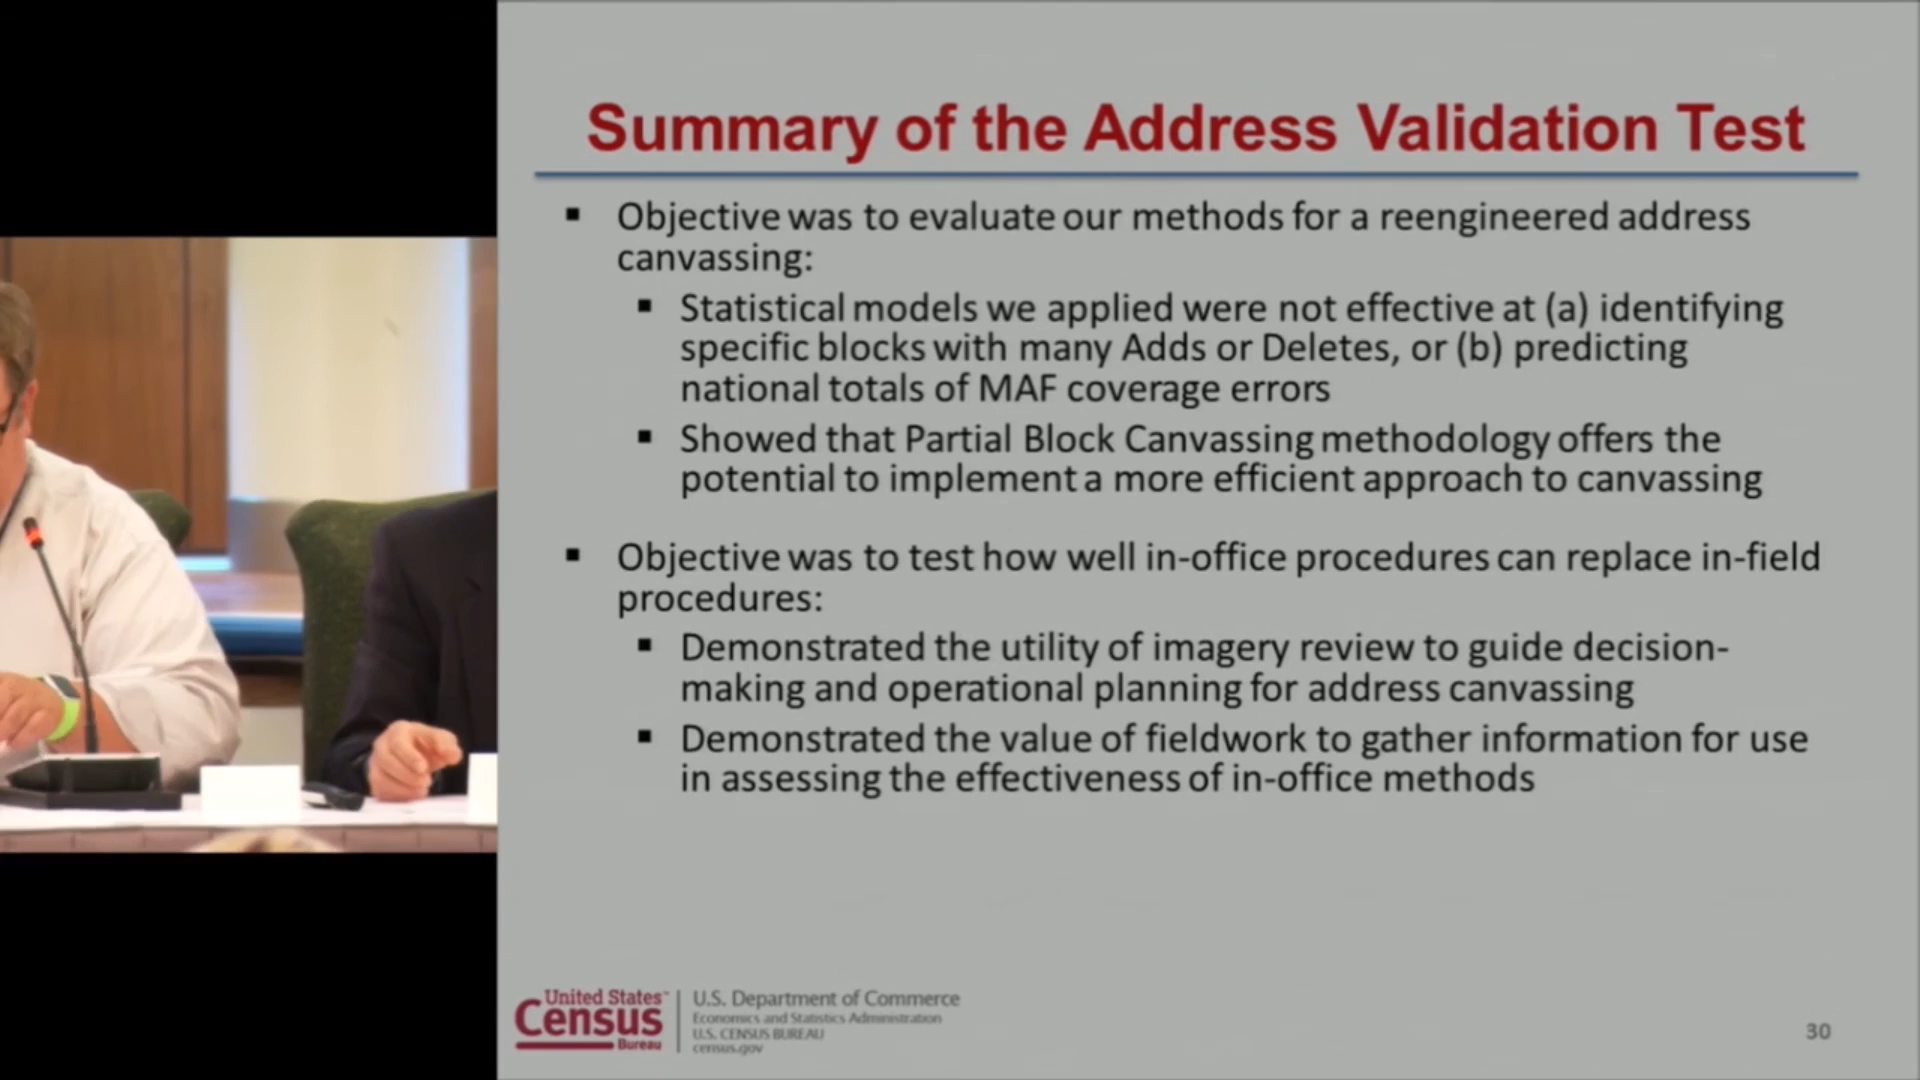 Summary of the Address Validation Test
▪ Objective was to evaluate our methods for a reengineered address
canvassing:
▪ Statistical models we applied were not effective at (a) identifying
specific blocks with many Adds or Deletes, or (b) predicting
national totals of MAF coverage errors
▪ Showed that Partial Block Canvassing methodology offers the
potential to implement a more efficient approach to canvassing
▪ Objective was to test how well in-office procedures can replace in-field
procedures:
▪ Demonstrated the utility of imagery review to guide decision-
making and operational planning for address canvassing
▪ Demonstrated the value of fieldwork to gather information for use
in assessing the effectiveness of in-office methods
United States™
Census
Bureau
U.S. Department of Commerce
Economics and Statistics Administration
U.S. CENSUS BUREAU
census.gov
30